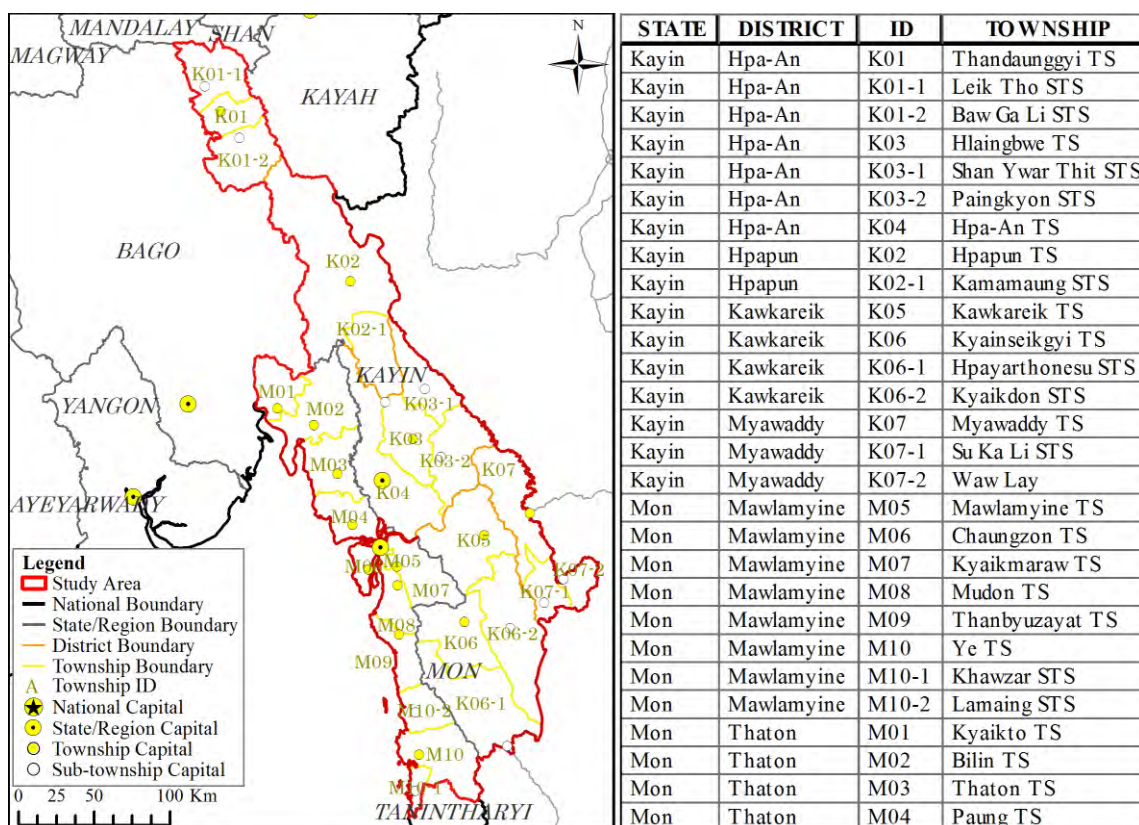 MANDALAY
SHAN
N
MAGWAY
K01-1
KAYAH
K01
K01-2
BAGO
K02
K02-1
KAYIN
M01
K03-1
YANGON
M02
K03
K03-2
M03
K07
K04
AYEYARWADY
M04
K05
M05
K07-2
M07
K07-1
M08
K06
K06-2
M09
MON
K06-1
M10-2
M10
TANINTHARYI
Legend
Study Area
National Boundary
State/Region Boundary
District Boundary
Township Boundary
A Township ID
National Capital
State/Region Capital
Township Capital
Sub-township Capital
0 25 50 100 Km
STATE DISTRICT ID TOWNSHIP
Kayin Hpa-An K01 Thandaunggyi TS
Kayin Hpa-An K01-1 Leik Tho STS
Kayin Hpa-An K01-2 Baw Ga Li STS
Kayin Hpa-An K03 Hlaingbwe TS
Kayin Hpa-An K03-1 Shan Ywar Thit STS
Kayin Hpa-An K03-2 Paingkyon STS
Kayin Hpa-An K04 Hpa-An TS
Kayin Hpapun K02 Hpapun TS
Kayin Hpapun K02-1 Kamamaung STS
Kayin Kawkareik K05 Kawkareik TS
Kayin Kawkareik K06 Kyainseikgyi TS
Kayin Kawkareik K06-1 Hpayarthonesu STS
Kayin Kawkareik K06-2 Kyaikdon STS
Kayin Myawaddy K07 Myawaddy TS
Kayin Myawaddy K07-1 Su Ka Li STS
Kayin Myawaddy K07-2 Waw Lay
Mon Mawlamyine M05 Mawlamyine TS
Mon Mawlamyine M06 Chaungzon TS
Mon Mawlamyine M07 Kyaikmaraw TS
Mon Mawlamyine M08 Mudon TS
Mon Mawlamyine M09 Thanbyuzayat TS
Mon Mawlamyine M10 Ye TS
Mon Mawlamyine M10-1 Khawzar STS
Mon Mawlamyine M10-2 Lamaing STS
Mon Thaton M01 Kyaikto TS
Mon Thaton M02 Bilin TS
Mon Thaton M03 Thaton TS
Mon Thaton M04 Paung TS